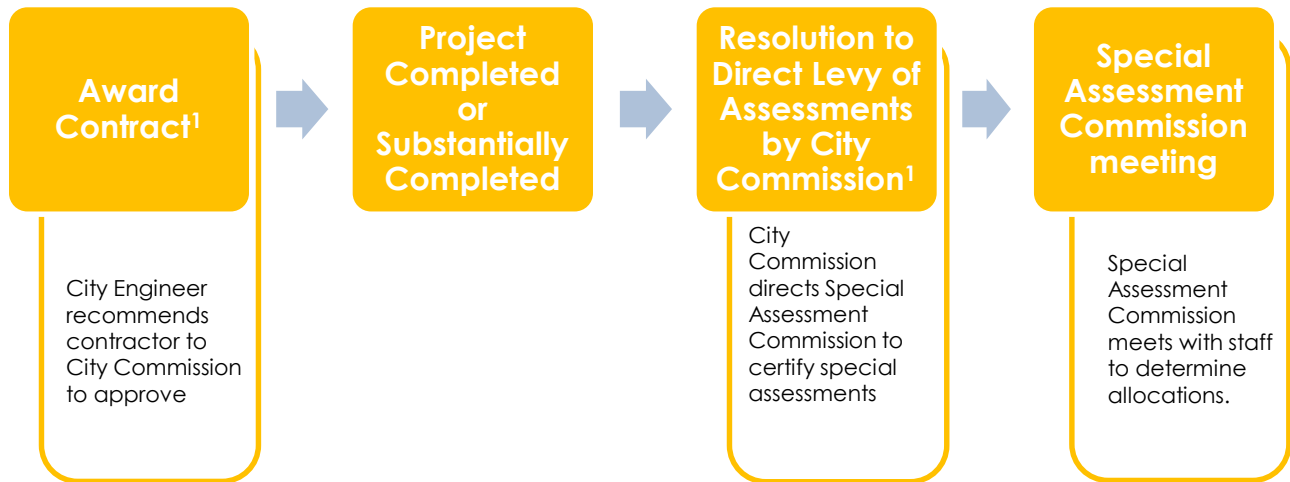 Award
Contract¹
City Engineer
recommends
contractor to
City Commission
to approve
Project
Completed
or
Substantially
Completed
Resolution to
Direct Levy of
Assessments
by City
Commission¹
City
Commission
directs Special
Assessment
Commission to
certify special
assessments
Special
Assessment
Commission
meeting
Special
Assessment
Commission
meets with staff
to determine
allocations.